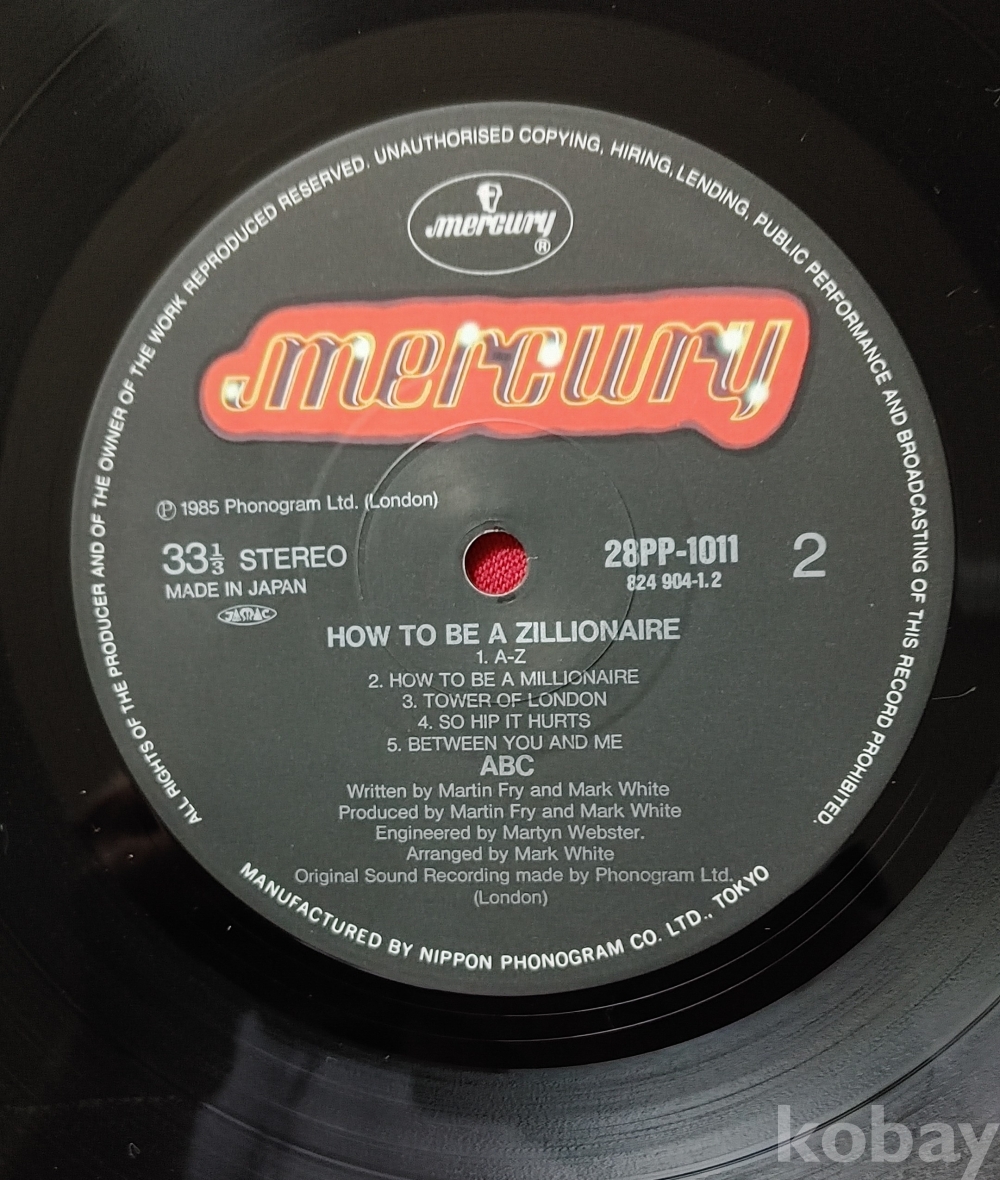 ALL RIGHTS OF THE PRODUCER AND OF THE OWNER OF THE WORK REPRODUCED RESERVED. UNAUTHORISED COPYING, HIRING, LENDING, PUBLIC PERFORMANCE AND BROADCASTING OF THIS RECORD PROHIBITED.
mercury
®
mercury
Ⓟ 1985 Phonogram Ltd. (London)
33⅓ STEREO
MADE IN JAPAN
JASRAC
28PP-1011
824 904-1.2
2
HOW TO BE A ZILLIONAIRE
1. A-Z
2. HOW TO BE A MILLIONAIRE
3. TOWER OF LONDON
4. SO HIP IT HURTS
5. BETWEEN YOU AND ME
ABC
Written by Martin Fry and Mark White
Produced by Martin Fry and Mark White
Engineered by Martyn Webster.
Arranged by Mark White
Original Sound Recording made by Phonogram Ltd.
(London)
MANUFACTURED BY NIPPON PHONOGRAM CO. LTD., TOKYO
kobay